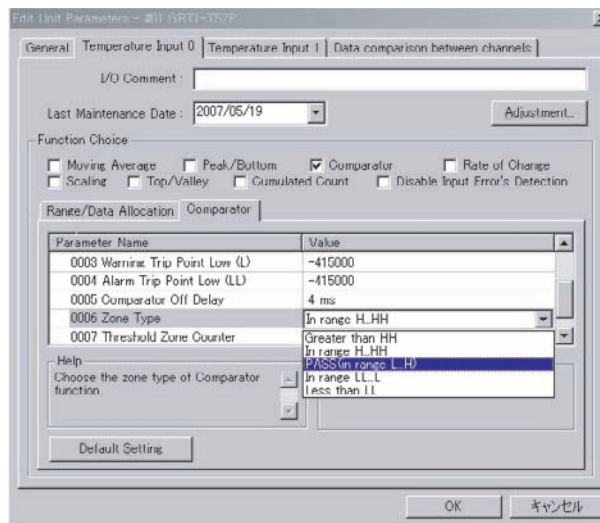 Edit Unit Parameters - #01 GRT1-TS2P
General
Temperature Input 0
Temperature Input 1
Data comparison between channels
I/O Comment :
Last Maintenance Date :
2007/05/19
Adjustment...
Function Choice
Moving Average
Peak/Bottom
Comparator
Rate of Change
Scaling
Top/Valley
Cumulated Count
Disable Input Error's Detection
Range/Data Allocation
Comparator
Parameter Name
Value
0003 Warning Trip Point Low (L)
-415000
0004 Alarm Trip Point Low (LL)
-415000
0005 Comparator Off Delay
4 ms
0006 Zone Type
In range H...HH
0007 Threshold Zone Counter
Greater than HH
In range H...HH
PASS(in range L...H)
In range LL...L
Less than LL
Help
Choose the zone type of Comparator
function
Default Setting
OK
キャンセル